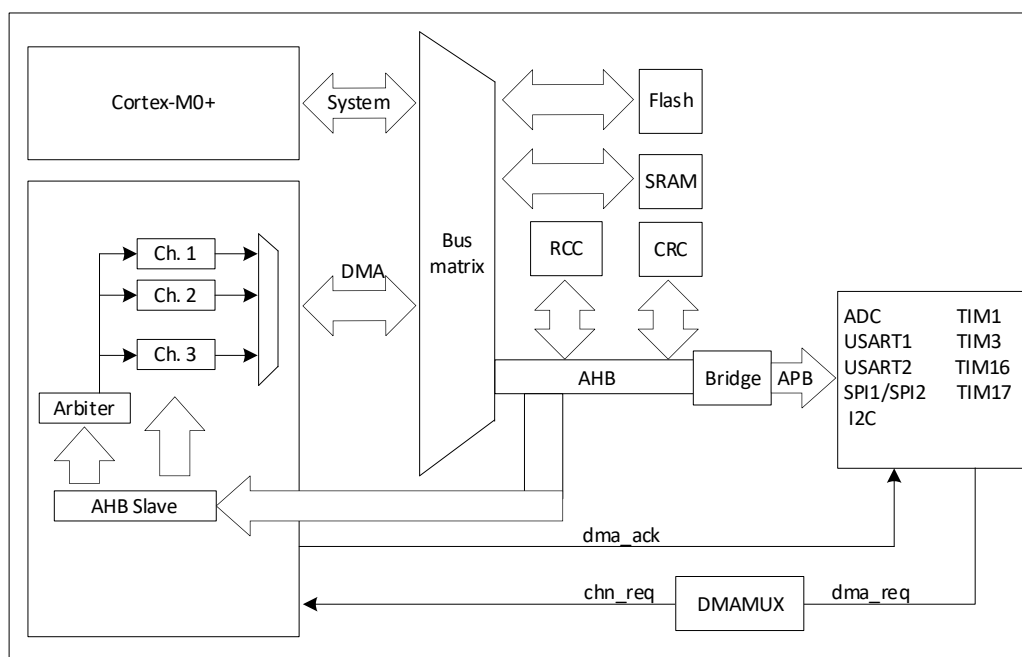 Cortex-M0+
System
Flash
SRAM
Bus
matrix
RCC
CRC
Ch. 1
Ch. 2
Ch. 3
DMA
Arbiter
AHB Slave
AHB
Bridge
APB
ADC TIM1
USART1 TIM3
USART2 TIM16
SPI1/SPI2 TIM17
I2C
dma_ack
chn_req
DMAMUX
dma_req